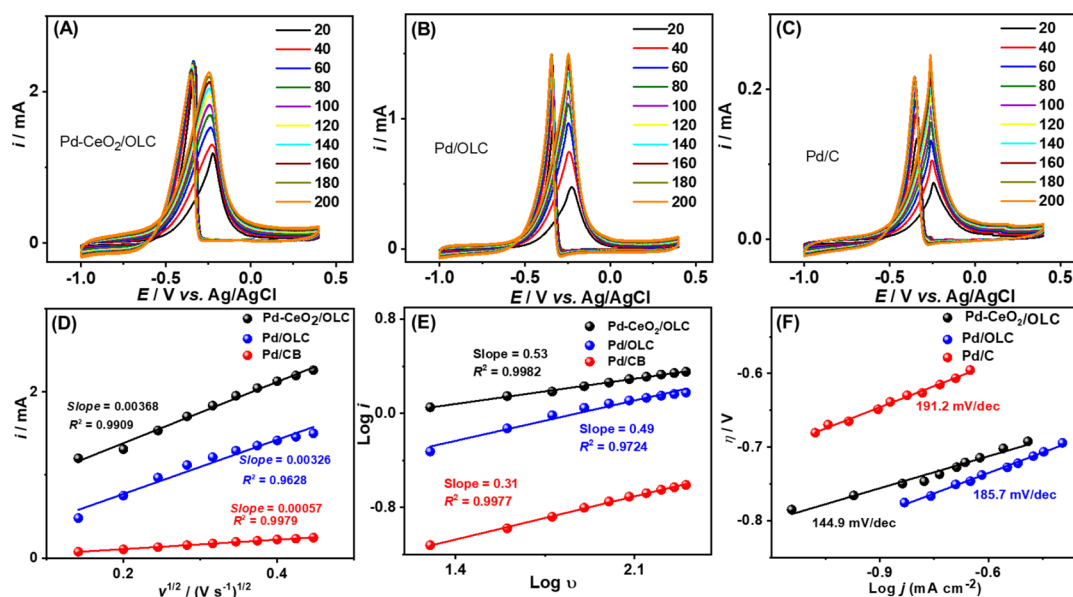 (A)
20
40
60
80
100
120
140
160
180
200
Pd-CeO2/OLC
i / mA
2
0
-1.0
-0.5
0.0
0.5
E / V vs. Ag/AgCl
(B)
20
40
60
80
100
120
140
160
180
200
Pd/OLC
i / mA
1
0
-1.0
-0.5
0.0
0.5
E / V vs. Ag/AgCl
(C)
20
40
60
80
100
120
140
160
180
200
Pd/C
i / mA
0.2
0.0
-1.0
-0.5
0.0
0.5
E / V vs. Ag/AgCl
(D)
Pd-CeO2/OLC
Pd/OLC
Pd/CB
Slope = 0.00368
R² = 0.9909
Slope = 0.00326
R² = 0.9628
Slope = 0.00057
R² = 0.9979
i / mA
2
1
0
0.2
0.4
v1/2 / (V s-1)1/2
(E)
Pd-CeO2/OLC
Pd/OLC
Pd/CB
Slope = 0.53
R² = 0.9982
Slope = 0.49
R² = 0.9724
Slope = 0.31
R² = 0.9977
Log i
0.8
0.0
-0.8
1.4
2.1
Log υ
(F)
Pd-CeO2/OLC
Pd/OLC
Pd/C
191.2 mV/dec
185.7 mV/dec
144.9 mV/dec
η / V
-0.6
-0.7
-0.8
-0.9
-0.6
Log j (mA cm-2)